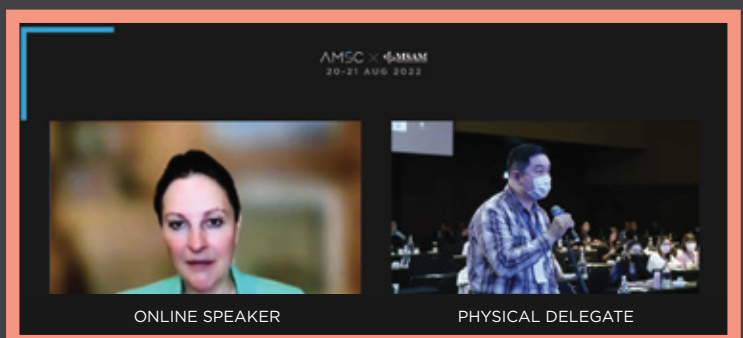 AMSC × MSAM
20-21 AUG 2022
ONLINE SPEAKER
PHYSICAL DELEGATE